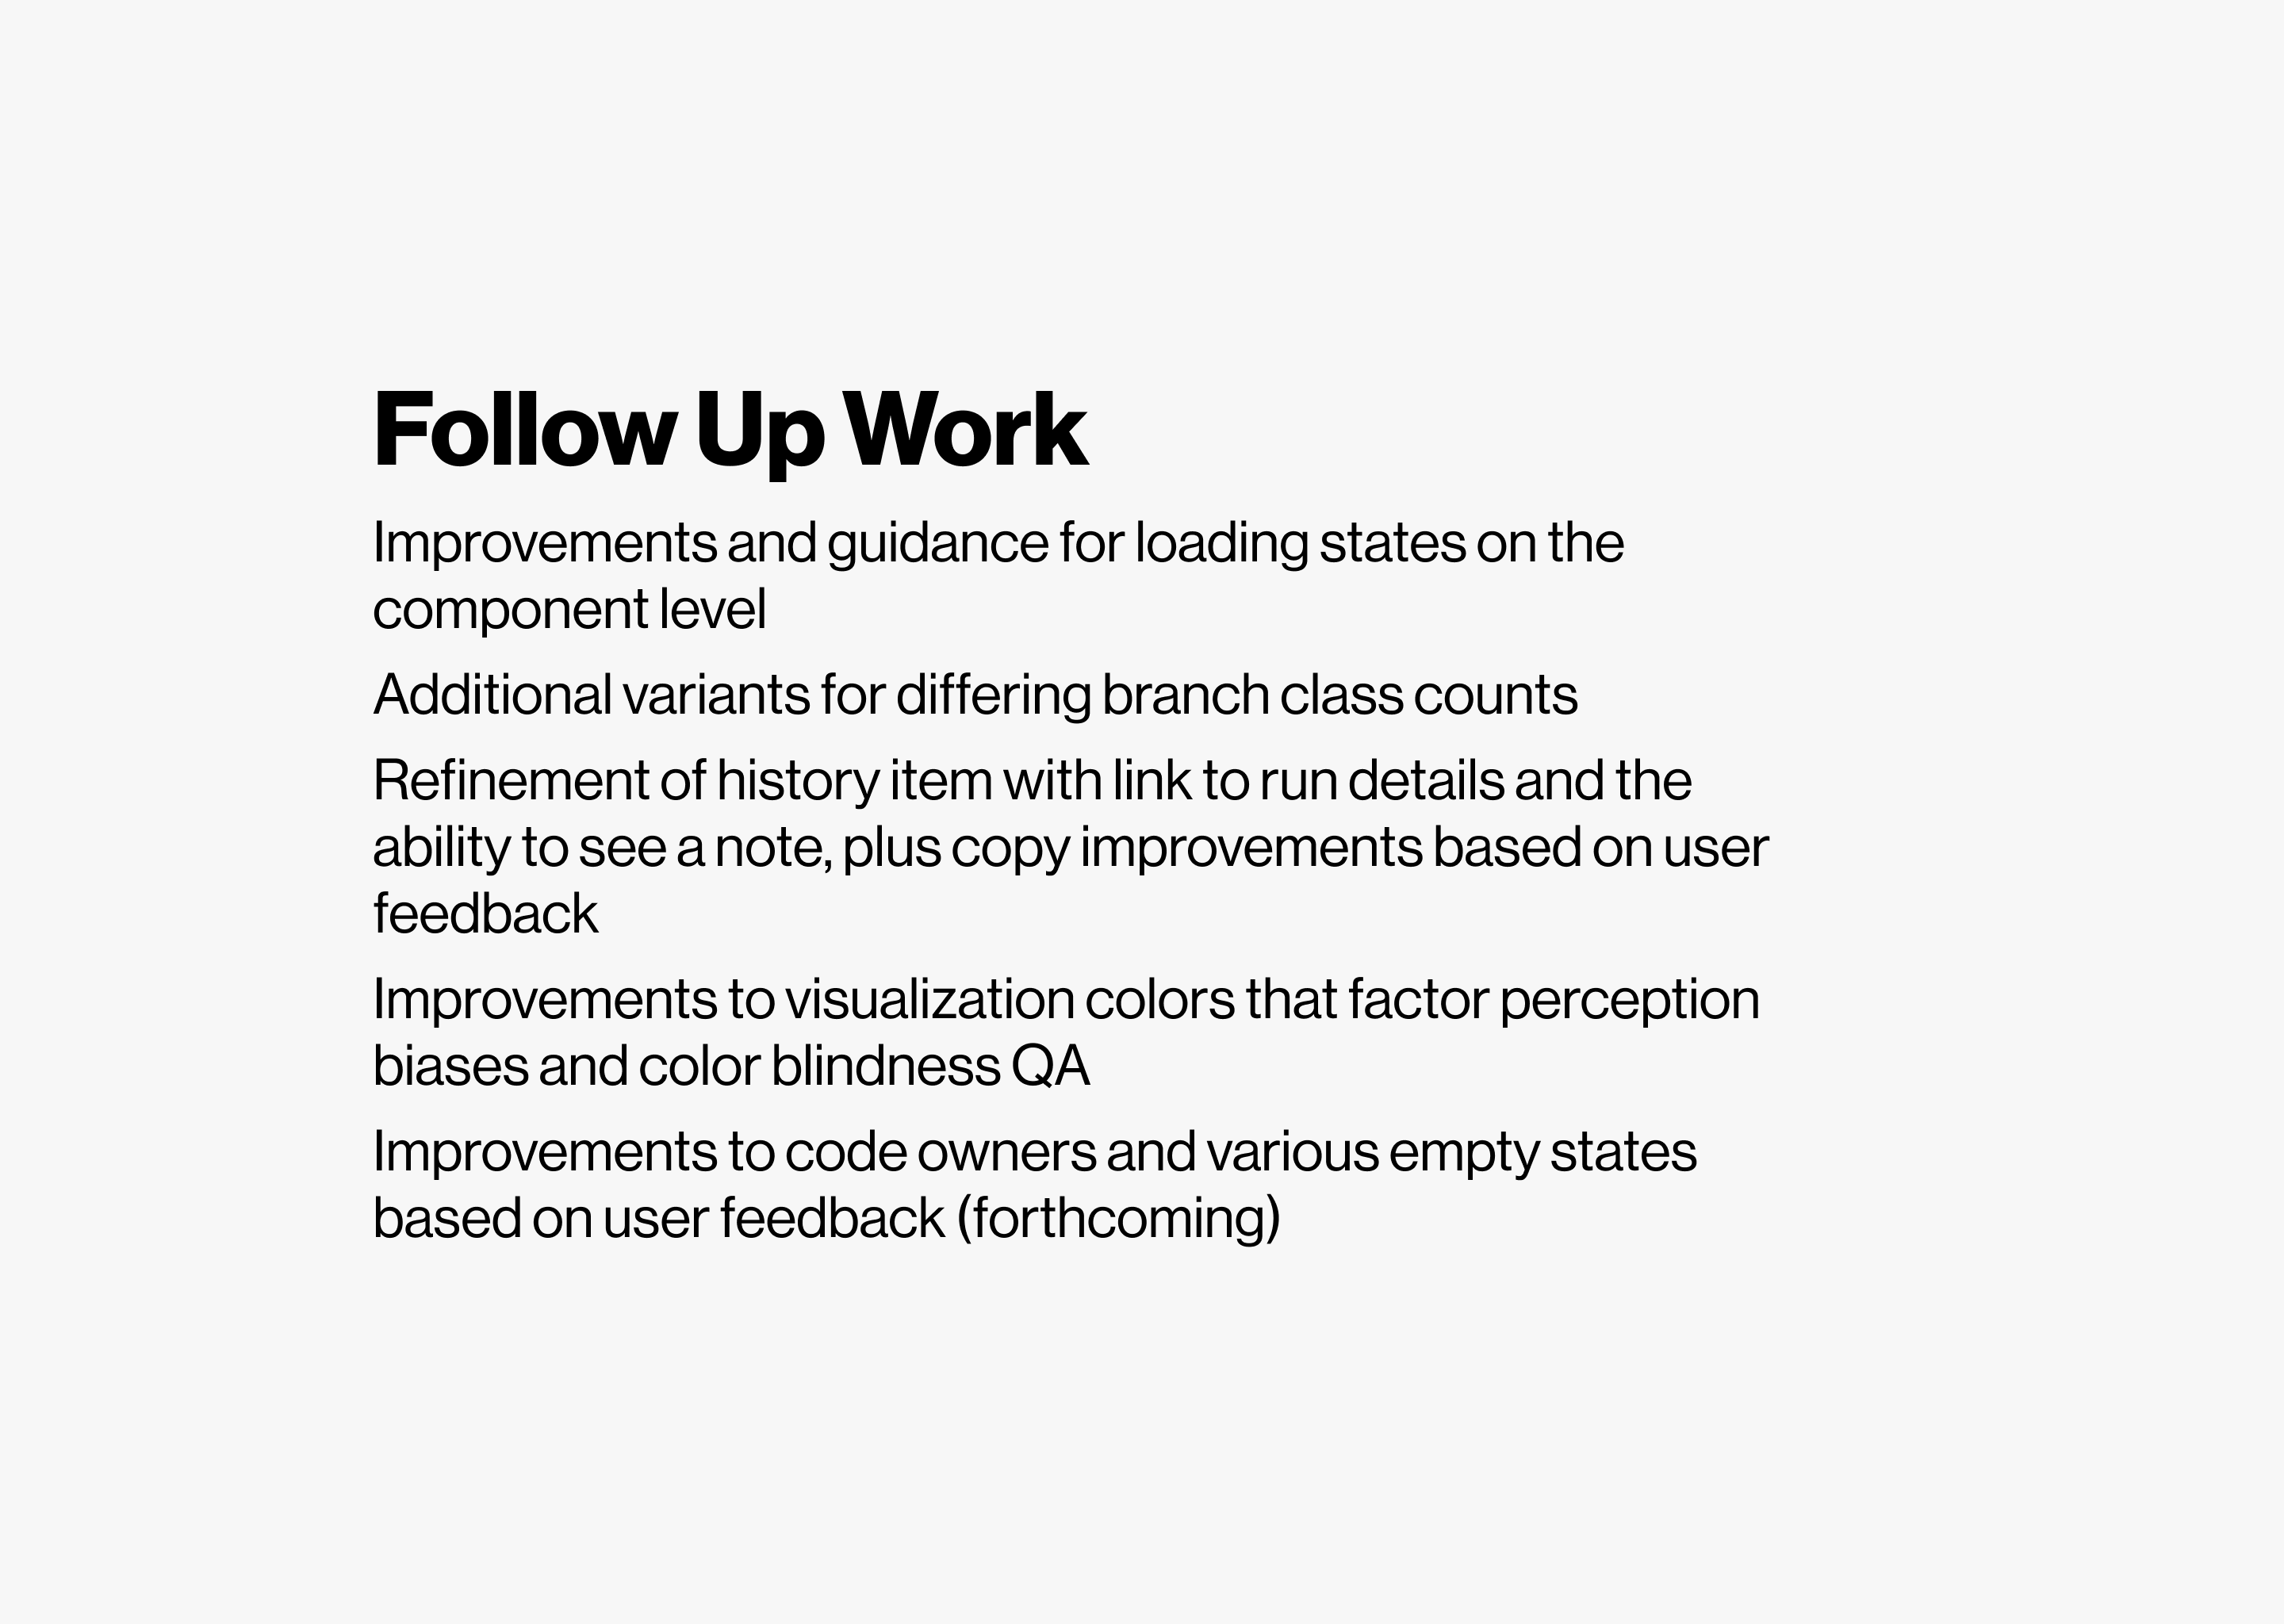 Follow Up Work
Improvements and guidance for loading states on the
component level
Additional variants for differing branch class counts
Refinement of history item with link to run details and the
ability to see a note, plus copy improvements based on user
feedback
Improvements to visualization colors that factor perception
biases and color blindness QA
Improvements to code owners and various empty states
based on user feedback (forthcoming)